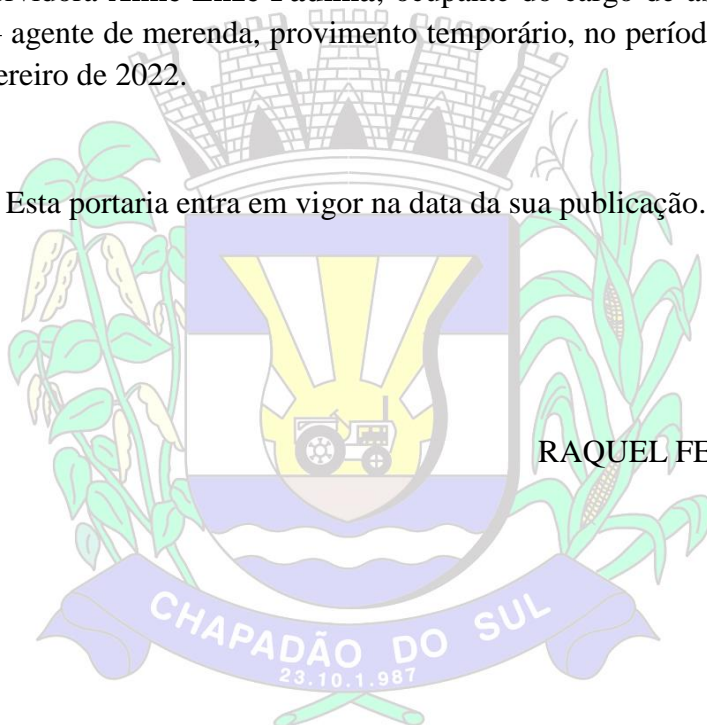 agente de merenda, provimento temporário, no períod
ereiro de 2022.
Esta portaria entra em vigor na data da sua publicação.
RAQUEL FE
CHAPADÃO DO SUL
23.10.1.987